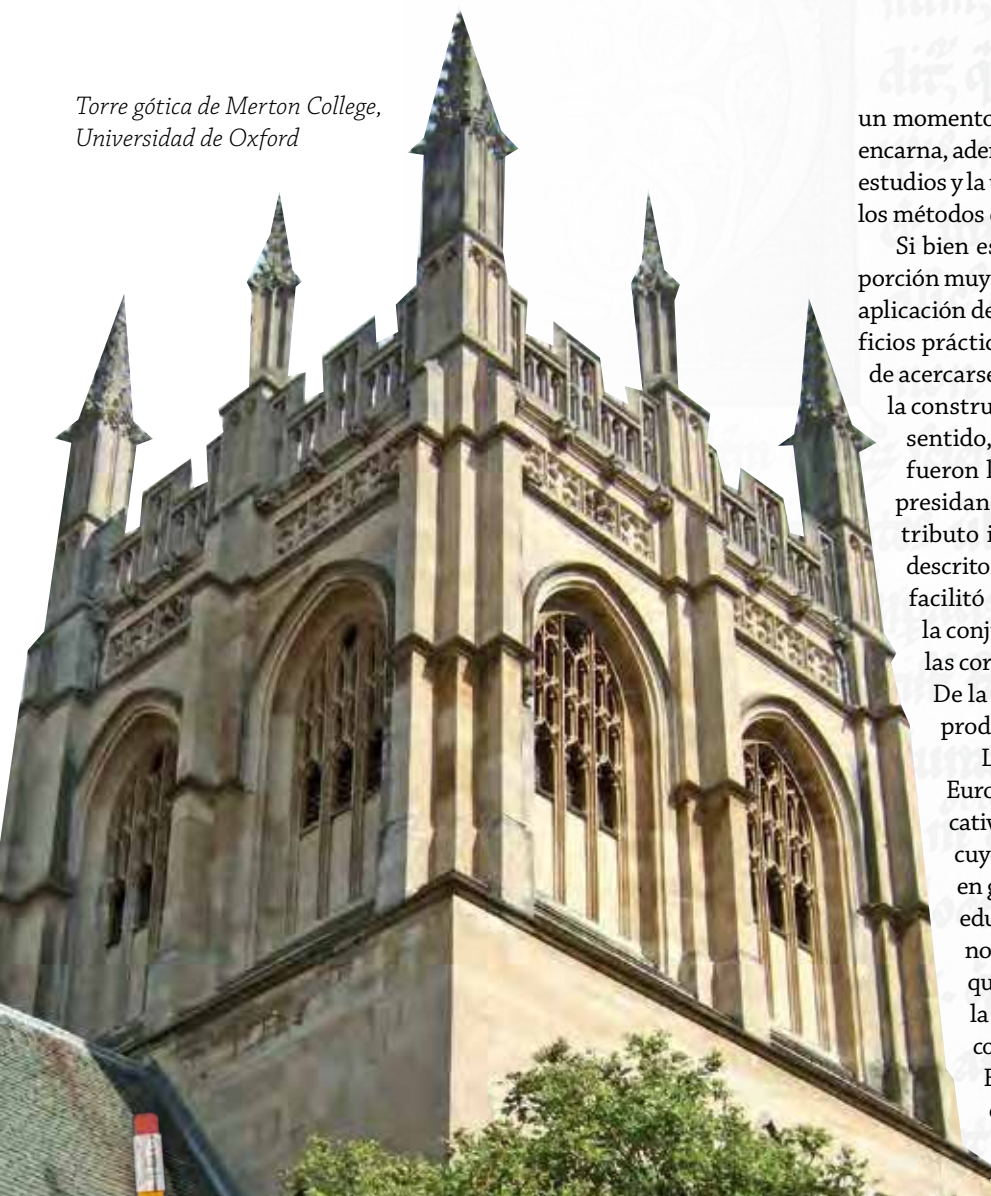 Torre gótica de Merton College,
Universidad de Oxford
un momento
encarna, ade
estudios y la
los métodos
Si bien es
porción muy
aplicación de
ficios práctic
de acercarse
la constru
sentido,
fueron l
presidan
tributo i
descrito
facilitó
la conj
las cor
De la
prod
L
Euro
cativ
cuy
en g
edu
no
qu
la
co